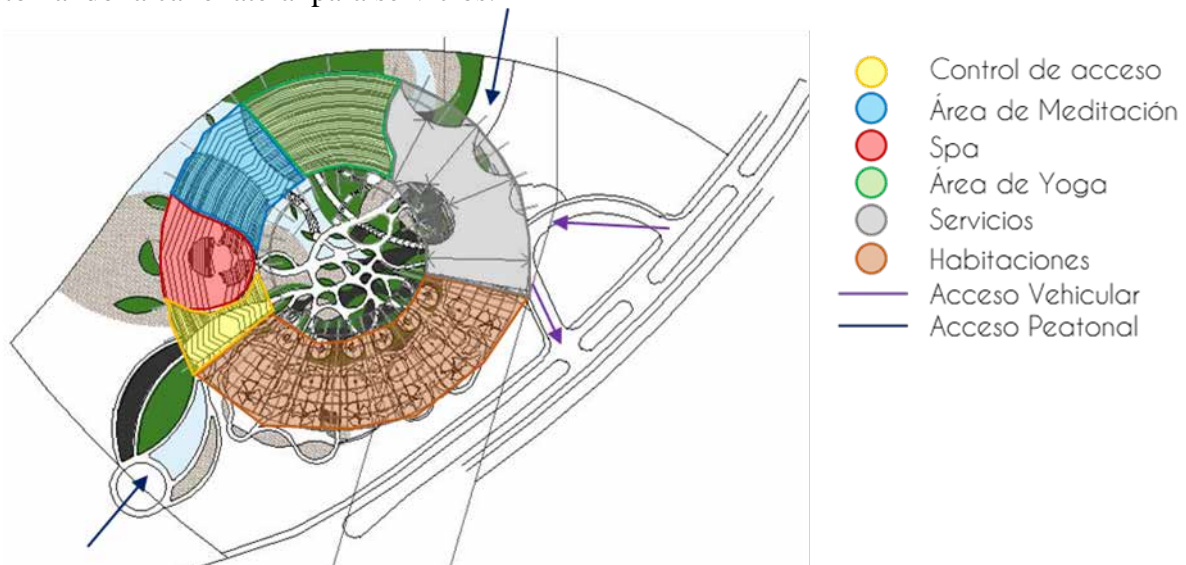 Control de acceso
Área de Meditación
Spa
Área de Yoga
Servicios
Habitaciones
Acceso Vehicular
Acceso Peatonal